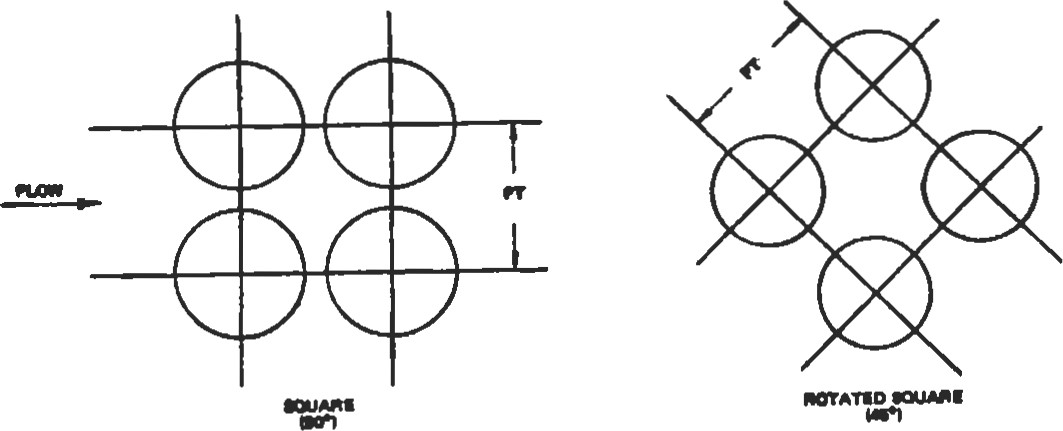 FLOW
PT
SQUARE
(90°)
PT
ROTATED SQUARE
(45°)